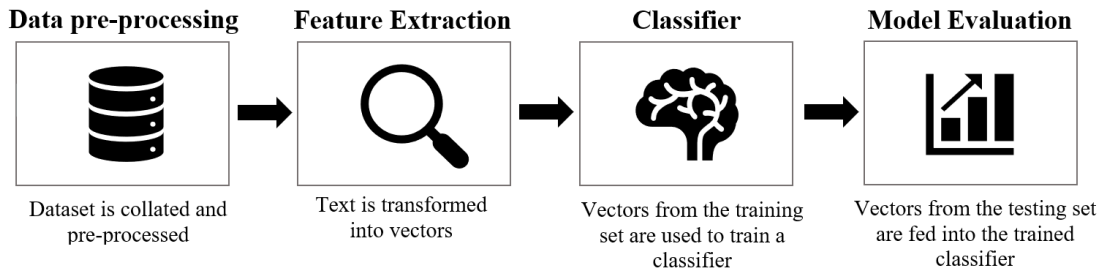 Data pre-processing
Feature Extraction
Classifier
Model Evaluation
Dataset is collated and
pre-processed
Text is transformed
into vectors
Vectors from the training
set are used to train a
classifier
Vectors from the testing set
are fed into the trained
classifier